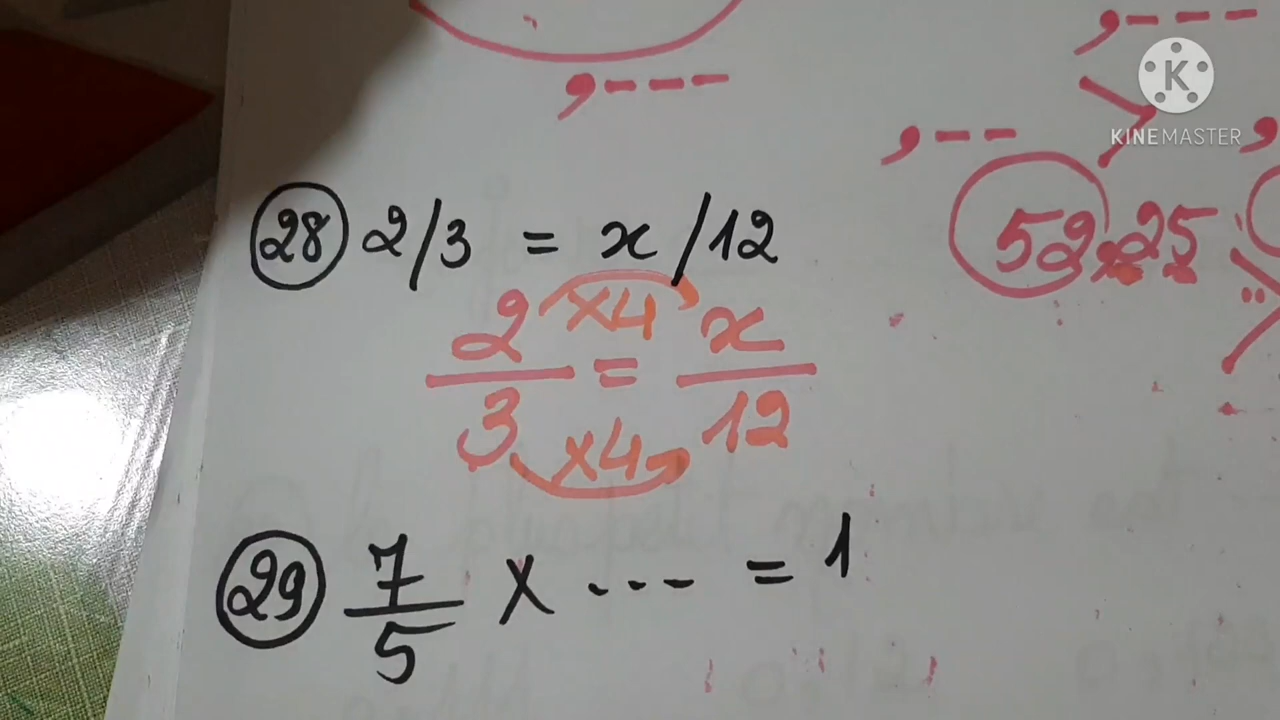 ,---
,---
K
KINEMASTER
,--
,
52,25
28 2/3 = x/12
2 ×4 x
— = —
3 ×4 12
29 7/5 × ... = 1